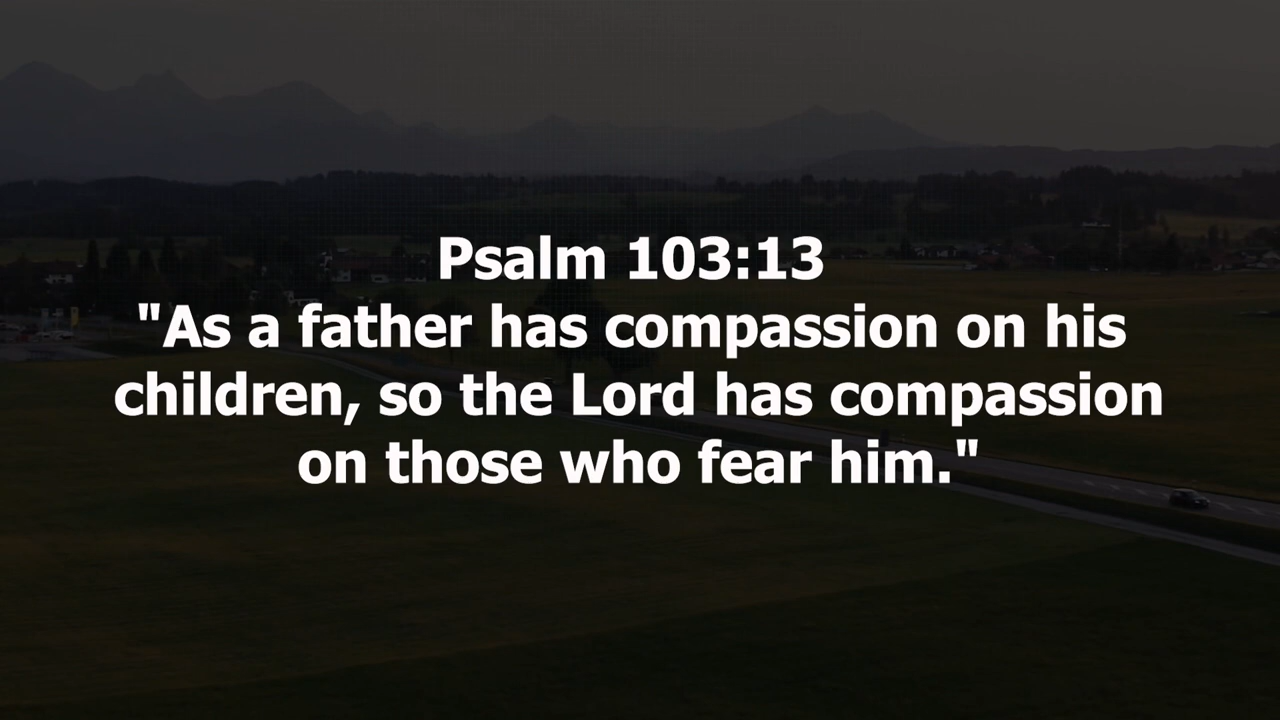 Psalm 103:13
"As a father has compassion on his
children, so the Lord has compassion
on those who fear him."